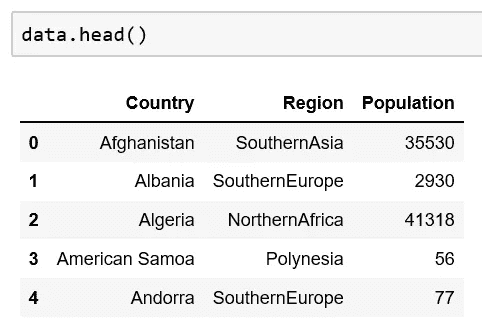 data.head()
Country Region Population
0 Afghanistan SouthernAsia 35530
1 Albania SouthernEurope 2930
2 Algeria NorthernAfrica 41318
3 American Samoa Polynesia 56
4 Andorra SouthernEurope 77